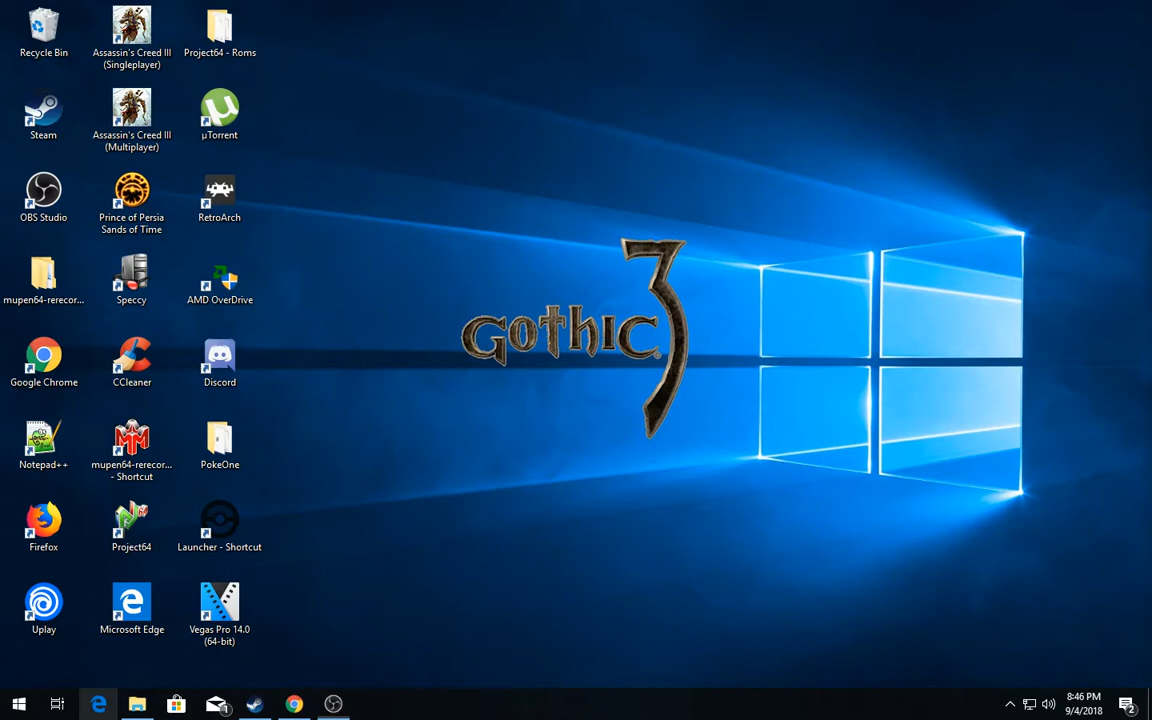 Recycle Bin
Assassin's Creed III
(Singleplayer)
Project64 - Roms
Steam
Assassin's Creed III
(Multiplayer)
µTorrent
OBS Studio
Prince of Persia
Sands of Time
RetroArch
mupen64-rerecor...
Speccy
AMD OverDrive
Google Chrome
CCleaner
Discord
Notepad++
mupen64-rerecor...
- Shortcut
PokeOne
Firefox
Project64
Launcher - Shortcut
Uplay
Microsoft Edge
Vegas Pro 14.0
(64-bit)
GOTHIC 3
1
8:46 PM
9/4/2018
2